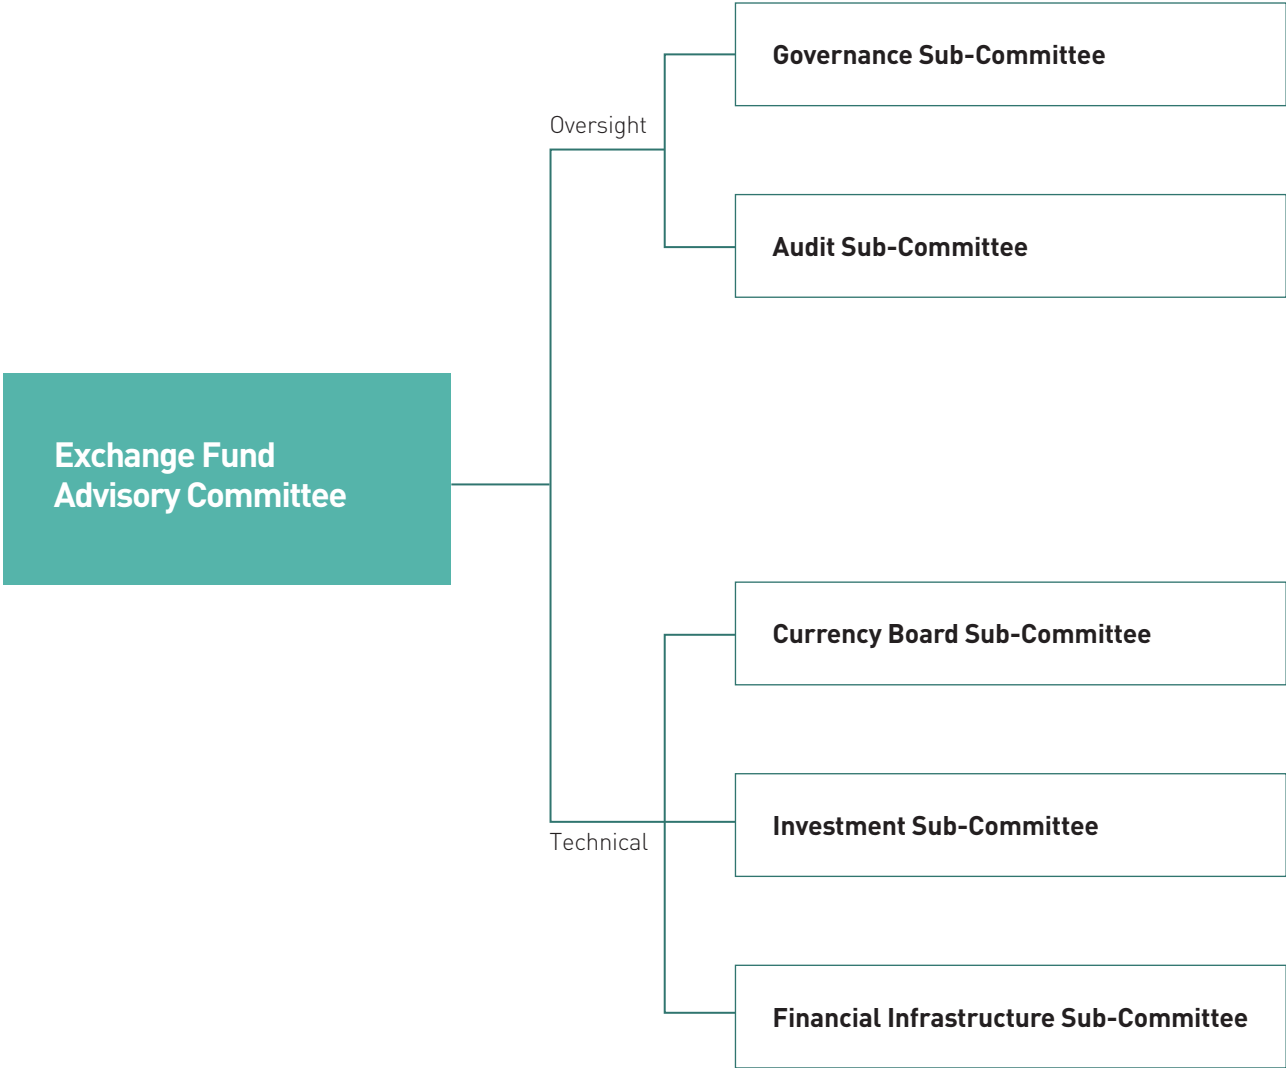 Governance Sub-Committee
Oversight
Audit Sub-Committee
Exchange Fund
Advisory Committee
Currency Board Sub-Committee
Investment Sub-Committee
Technical
Financial Infrastructure Sub-Committee